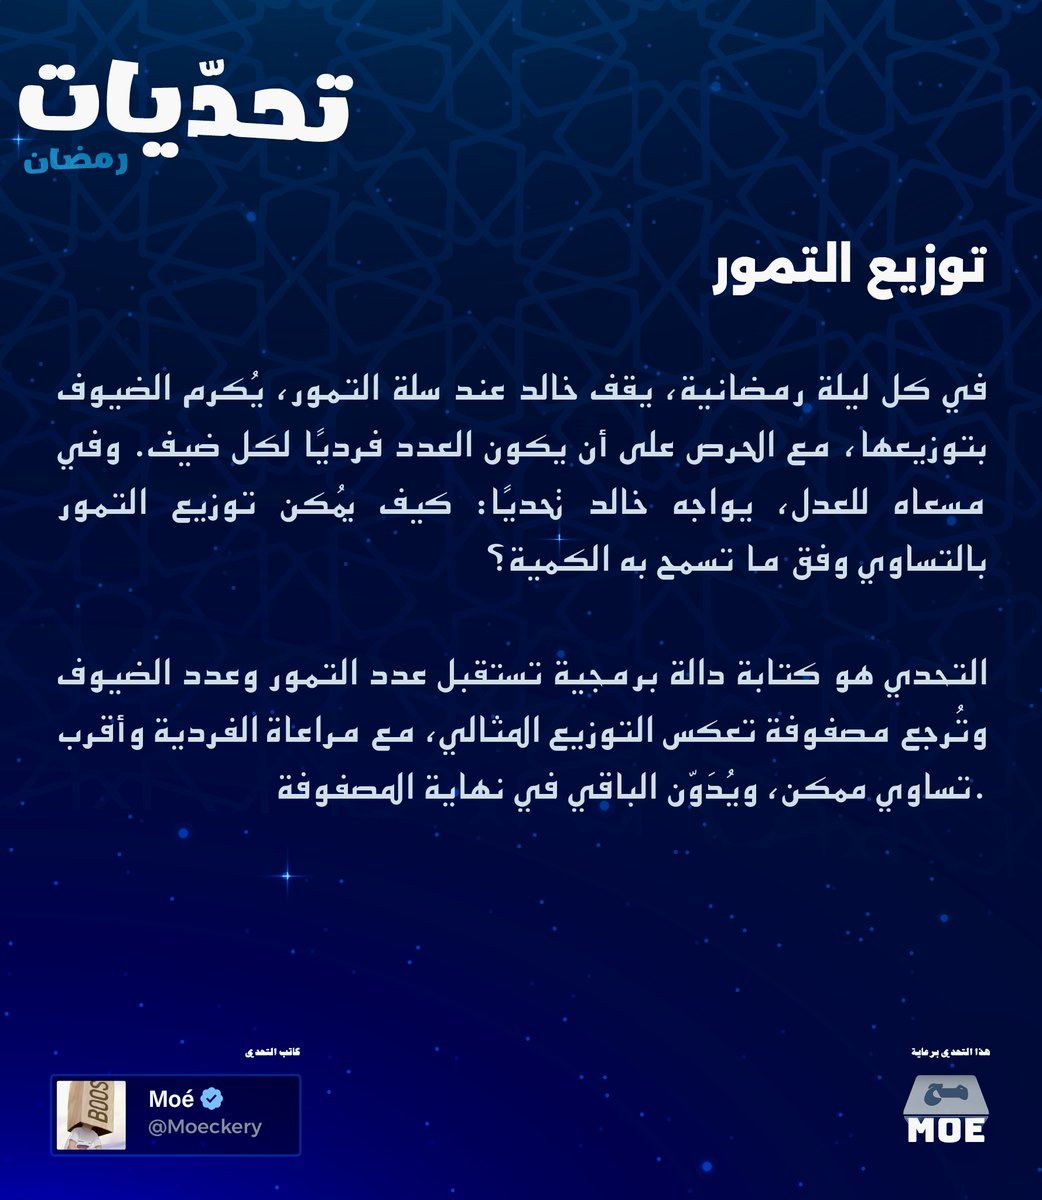 تحدّيات
رمضان
توزيع التمور
في كل ليلة رمضانية، يقف خالد عند سلة التمور، يُكرم الضيوف
بتوزيعها، مع الحرص على أن يكون العدد فرديًا لكل ضيف. وفي
مسعاه للعدل، يواجه خالد تحديًا: كيف يمُكن توزيع التمور
بالتساوي وفق ما تسمح به الكمية؟
التحدي هو كتابة دالة برمجية تستقبل عدد التمور وعدد الضيوف
وتُرجع مصفوفة تعكس التوزيع المثالي، مع مراعاة الفردية وأقرب
.تساوي ممكن، ويُدَوّن الباقي في نهاية المصفوفة
هذا التحدي برعاية
مح
MOE
كاتب التحدي
BOOS
Moé
@Moeckery